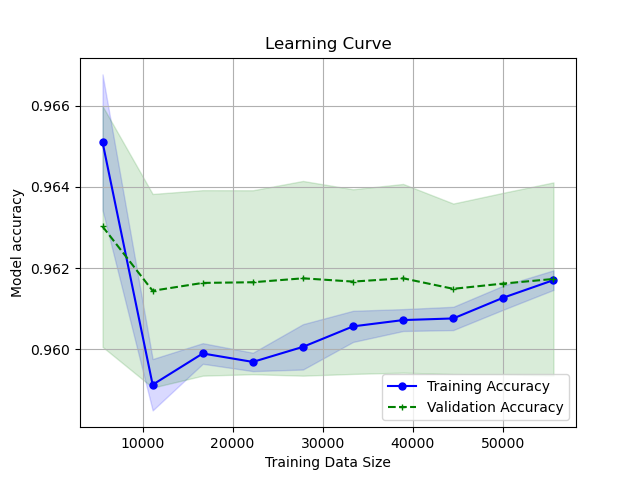 Learning Curve
Model accuracy
0.966
0.964
0.962
0.960
10000 20000 30000 40000 50000
Training Data Size
Training Accuracy
Validation Accuracy